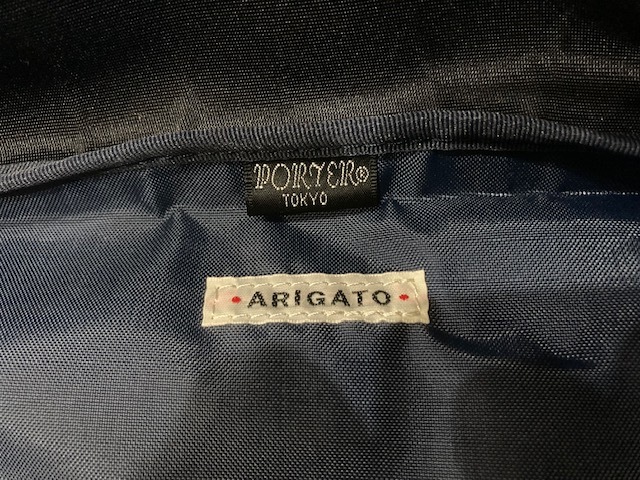 PORTER®
TOKYO
• ARIGATO •